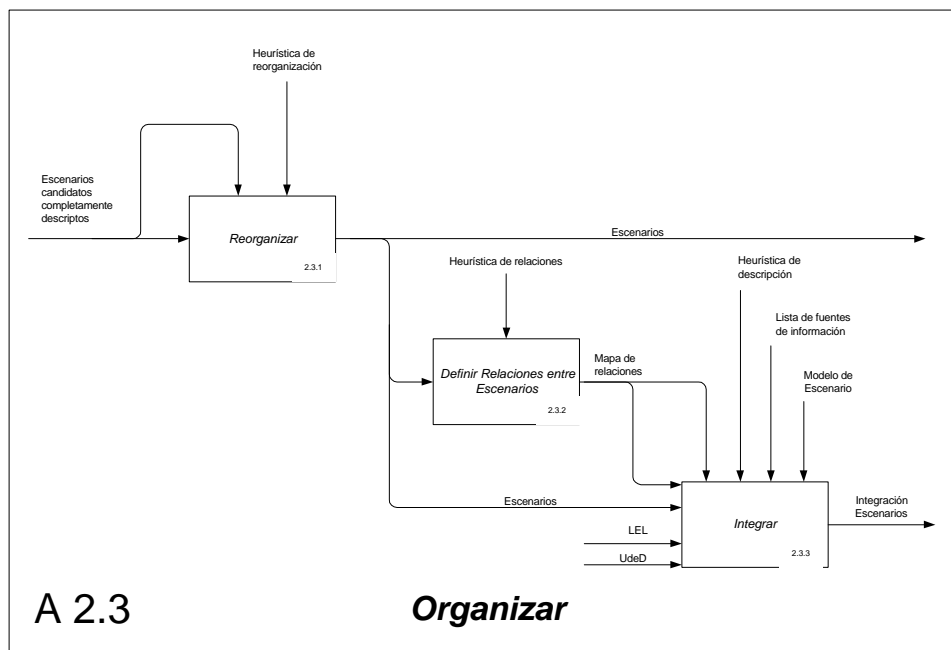 Heurística de
reorganización
Escenarios
candidatos
completamente
descriptos
Reorganizar
2.3.1
Escenarios
Heurística de relaciones
Heurística de
descripción
Lista de fuentes
de información
Definir Relaciones entre
Escenarios
2.3.2
Mapa de
relaciones
Modelo de
Escenario
Escenarios
LEL
UdeD
Integrar
2.3.3
Integración
Escenarios
A 2.3
Organizar